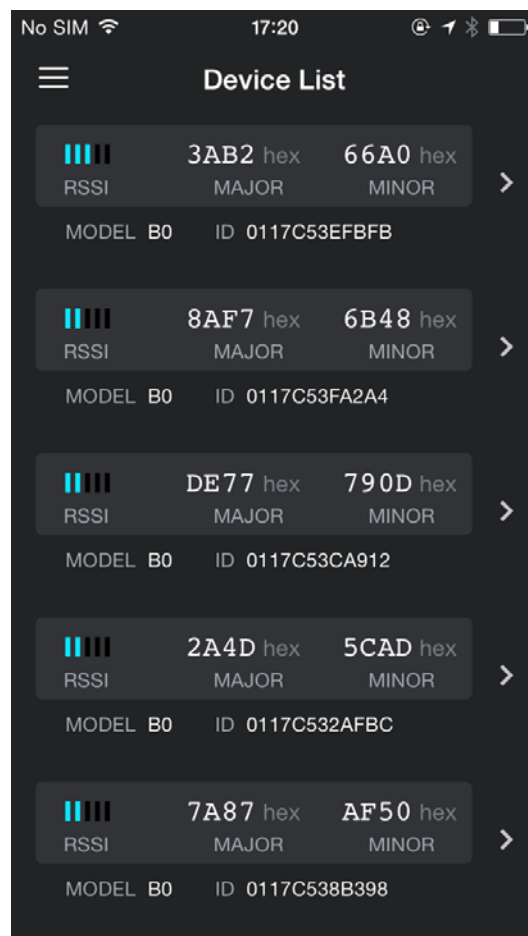 No SIM 17:20
Device List
3AB2 hex 66A0 hex
RSSI MAJOR MINOR
MODEL B0 ID 0117C53EFBFB
8AF7 hex 6B48 hex
RSSI MAJOR MINOR
MODEL B0 ID 0117C53FA2A4
DE77 hex 790D hex
RSSI MAJOR MINOR
MODEL B0 ID 0117C53CA912
2A4D hex 5CAD hex
RSSI MAJOR MINOR
MODEL B0 ID 0117C532AFBC
7A87 hex AF50 hex
RSSI MAJOR MINOR
MODEL B0 ID 0117C538B398